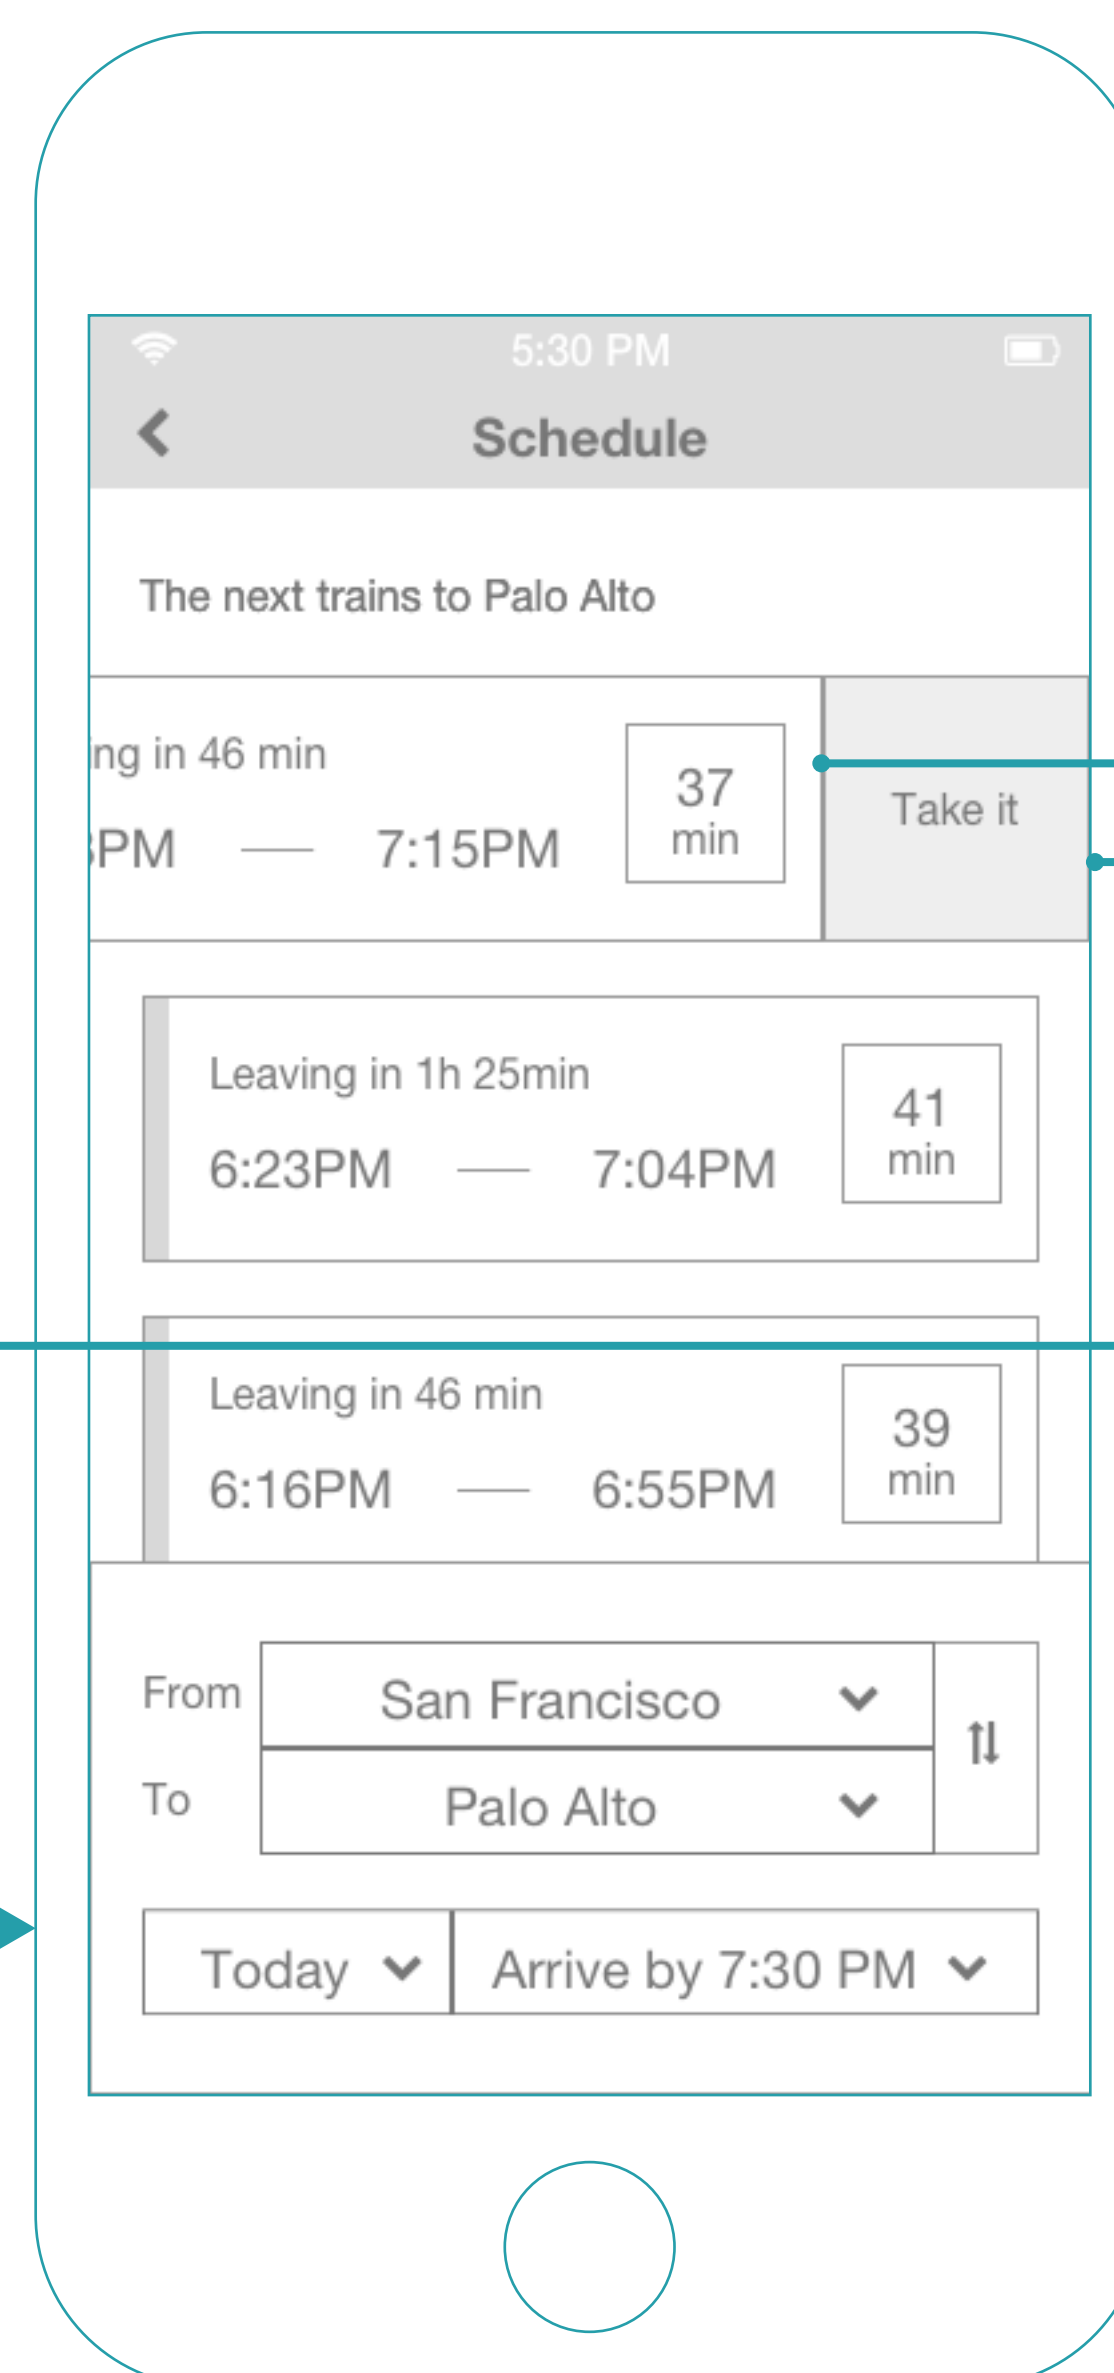 5:30 PM
Schedule
The next trains to Palo Alto
ing in 46 min
37
min
PM — 7:15PM
Take it
Leaving in 1h 25min
41
min
6:23PM — 7:04PM
Leaving in 46 min
39
min
6:16PM — 6:55PM
From
San Francisco
To
Palo Alto
Today
Arrive by 7:30 PM